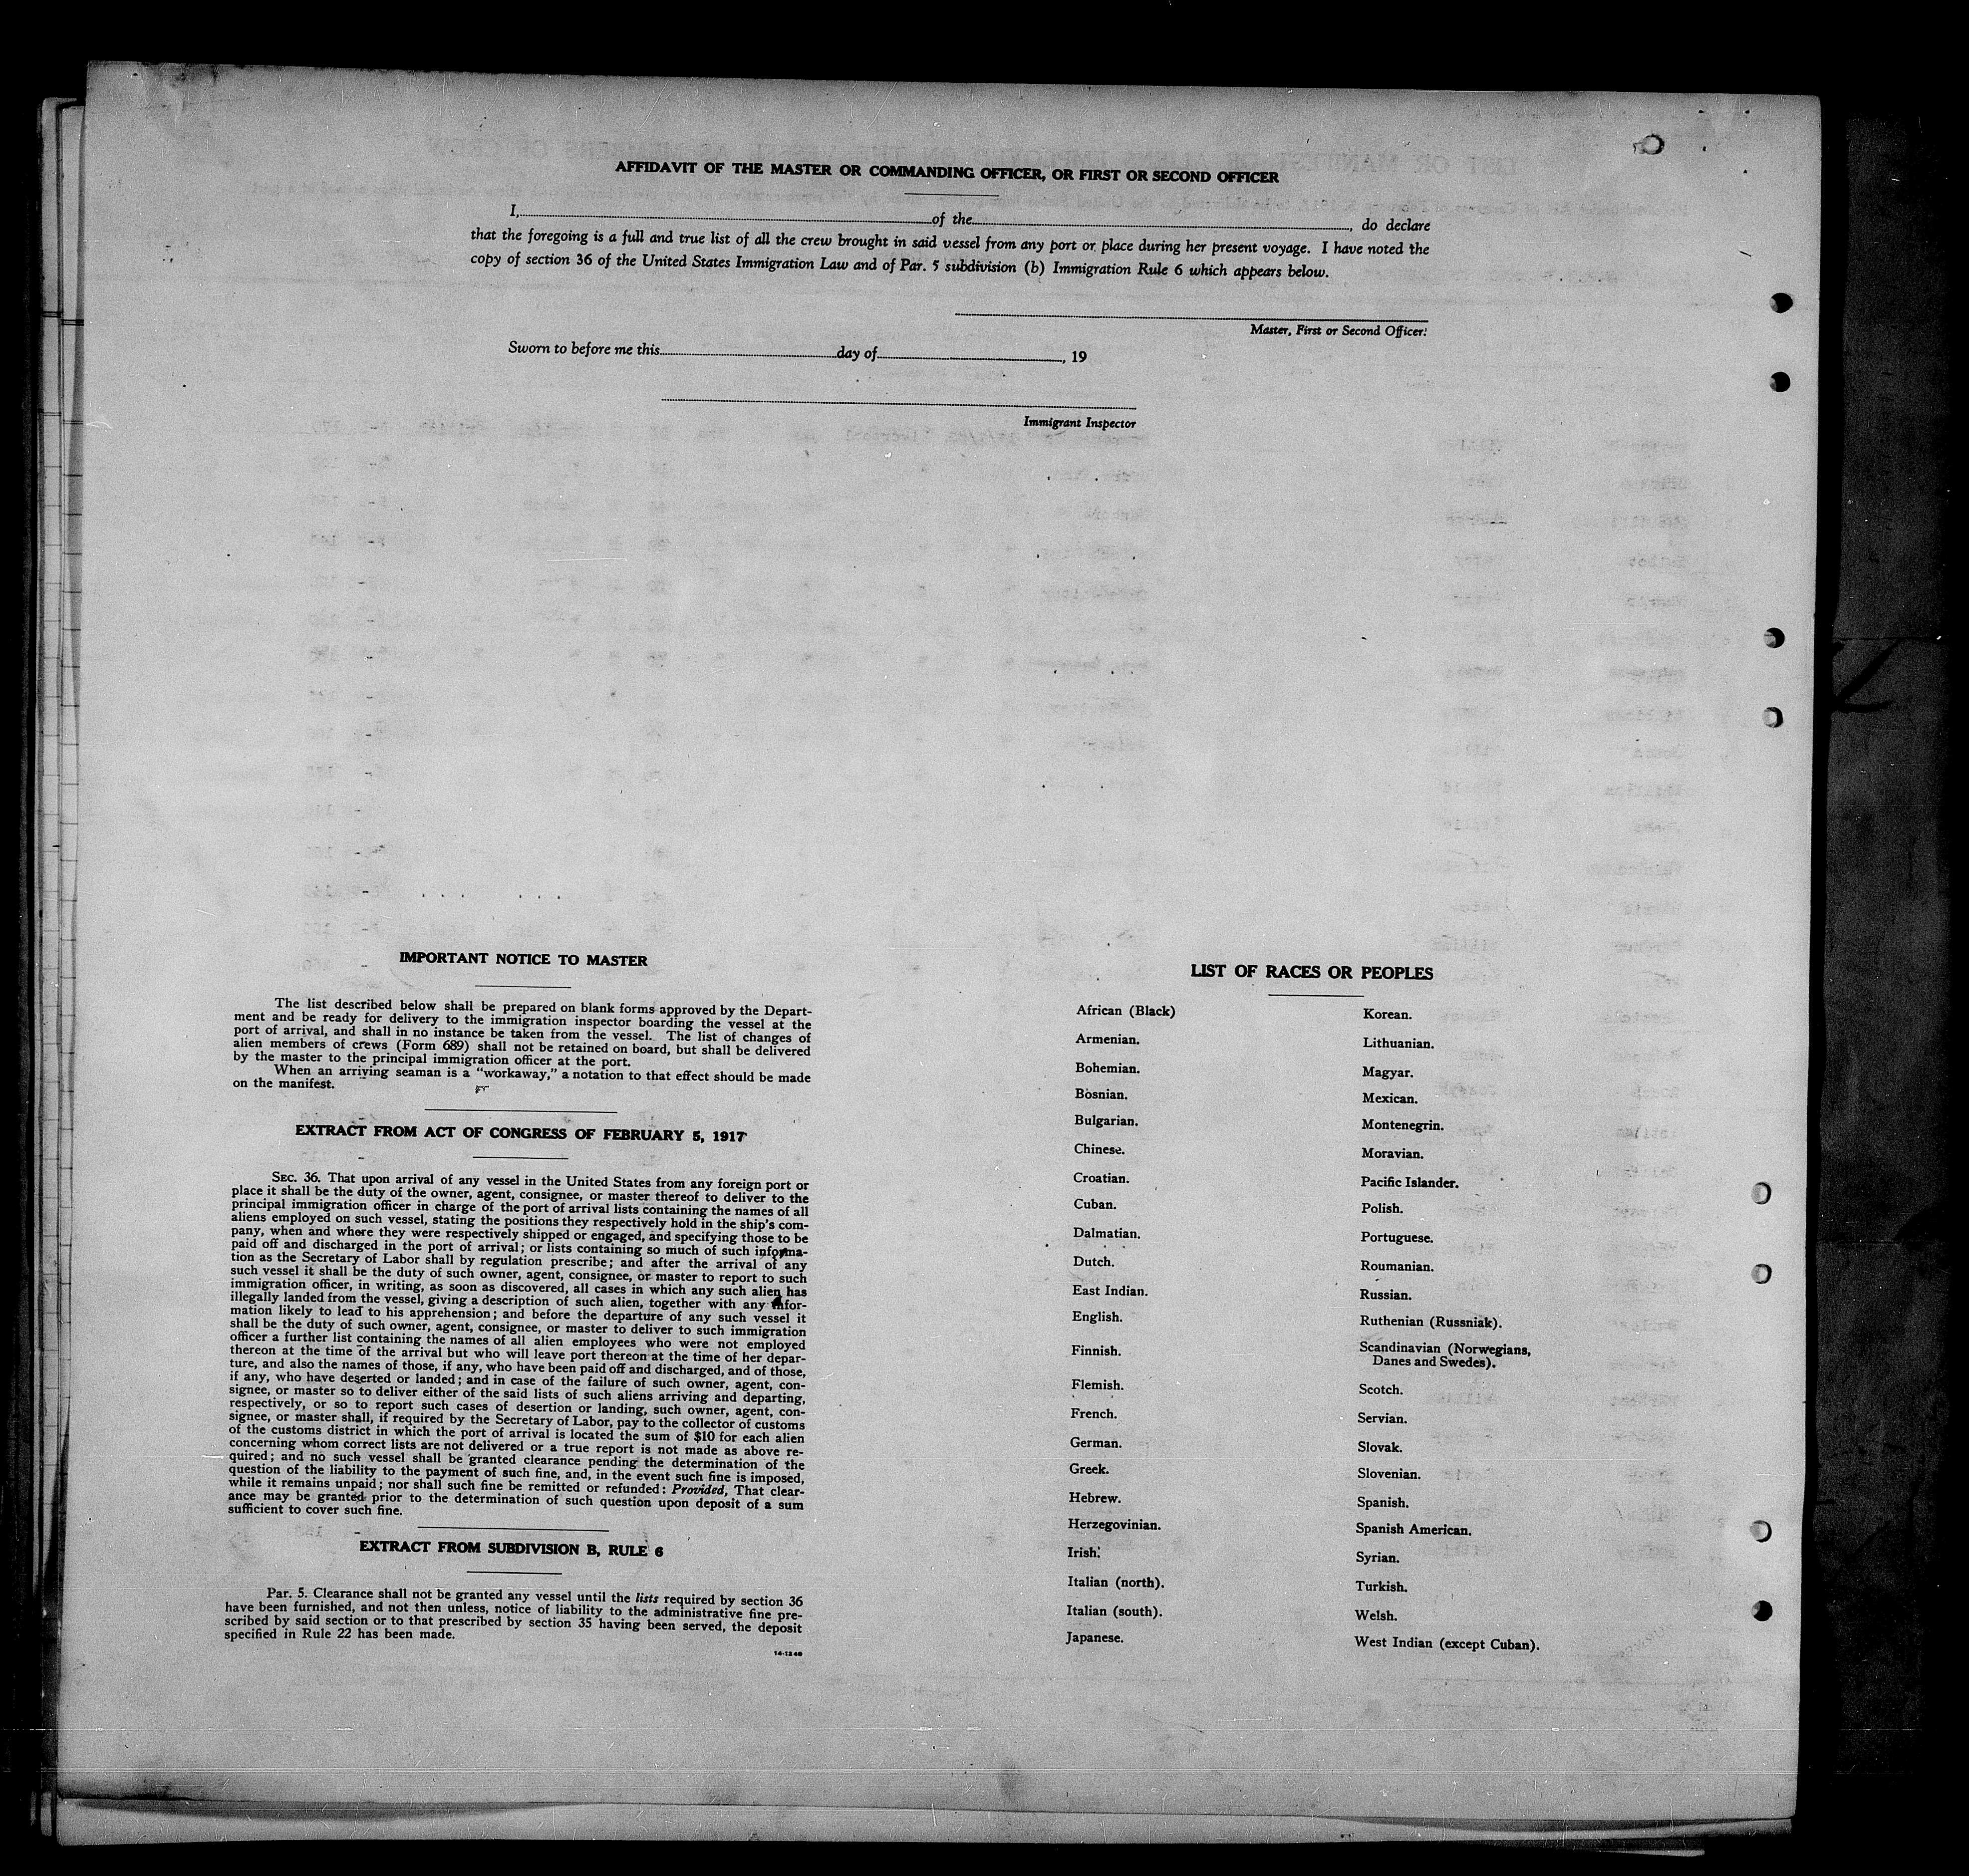 AFFIDAVIT OF THE MASTER OR COMMANDING OFFICER, OR FIRST OR SECOND OFFICER
I, of the , do declare
that the foregoing is a full and true list of all the crew brought in said vessel from any port or place during her present voyage. I have noted the
copy of section 36 of the United States Immigration Law and of Par. 5 subdivision (b) Immigration Rule 6 which appears below.
Master, First or Second Officer.
Sworn to before me this day of , 19
Immigrant Inspector
IMPORTANT NOTICE TO MASTER
The list described below shall be prepared on blank forms approved by the Depart-
ment and be ready for delivery to the immigration inspector boarding the vessel at the
port of arrival, and shall in no instance be taken from the vessel. The list of changes of
alien members of crews (Form 689) shall not be retained on board, but shall be delivered
by the master to the principal immigration officer at the port.
When an arriving seaman is a “workaway,” a notation to that effect should be made
on the manifest.
EXTRACT FROM ACT OF CONGRESS OF FEBRUARY 5, 1917
SEC. 36. That upon arrival of any vessel in the United States from any foreign port or
place it shall be the duty of the owner, agent, consignee, or master thereof to deliver to the
principal immigration officer in charge of the port of arrival lists containing the names of all
aliens employed on such vessel, stating the positions they respectively hold in the ship's com-
pany, when and where they were respectively shipped or engaged, and specifying those to be
paid off and discharged in the port of arrival; or lists containing so much of such informa-
tion as the Secretary of Labor shall by regulation prescribe; and after the arrival of any
such vessel it shall be the duty of such owner, agent, consignee, or master to report to such
immigration officer, in writing, as soon as discovered, all cases in which any such alien has
illegally landed from the vessel, giving a description of such alien, together with any infor-
mation likely to lead to his apprehension; and before the departure of any such vessel it
shall be the duty of such owner, agent, consignee, or master to deliver to such immigration
officer a further list containing the names of all alien employees who were not employed
thereon at the time of the arrival but who will leave port thereon at the time of her depar-
ture, and also the names of those, if any, who have been paid off and discharged, and of those,
if any, who have deserted or landed; and in case of the failure of such owner, agent, con-
signee, or master so to deliver either of the said lists of such aliens arriving and departing,
respectively, or so to report such cases of desertion or landing, such owner, agent, con-
signee, or master shall, if required by the Secretary of Labor, pay to the collector of customs
of the customs district in which the port of arrival is located the sum of $10 for each alien
concerning whom correct lists are not delivered or a true report is not made as above re-
quired; and no such vessel shall be granted clearance pending the determination of the
question of the liability to the payment of such fine, and, in the event such fine is imposed,
while it remains unpaid; nor shall such fine be remitted or refunded: Provided, That clear-
ance may be granted prior to the determination of such question upon deposit of a sum
sufficient to cover such fine.
EXTRACT FROM SUBDIVISION B, RULE 6
Par. 5. Clearance shall not be granted any vessel until the lists required by section 36
have been furnished, and not then unless, notice of liability to the administrative fine pre-
scribed by said section or to that prescribed by section 35 having been served, the deposit
specified in Rule 22 has been made.
14-1240
LIST OF RACES OR PEOPLES
African (Black)
Armenian.
Bohemian.
Bosnian.
Bulgarian.
Chinese.
Croatian.
Cuban.
Dalmatian.
Dutch.
East Indian.
English.
Finnish.
Flemish.
French.
German.
Greek.
Hebrew.
Herzegovinian.
Irish.
Italian (north).
Italian (south).
Japanese.
Korean.
Lithuanian.
Magyar.
Mexican.
Montenegrin.
Moravian.
Pacific Islander.
Polish.
Portuguese.
Roumanian.
Russian.
Ruthenian (Russniak).
Scandinavian (Norwegians,
Danes and Swedes).
Scotch.
Servian.
Slovak.
Slovenian.
Spanish.
Spanish American.
Syrian.
Turkish.
Welsh.
West Indian (except Cuban).